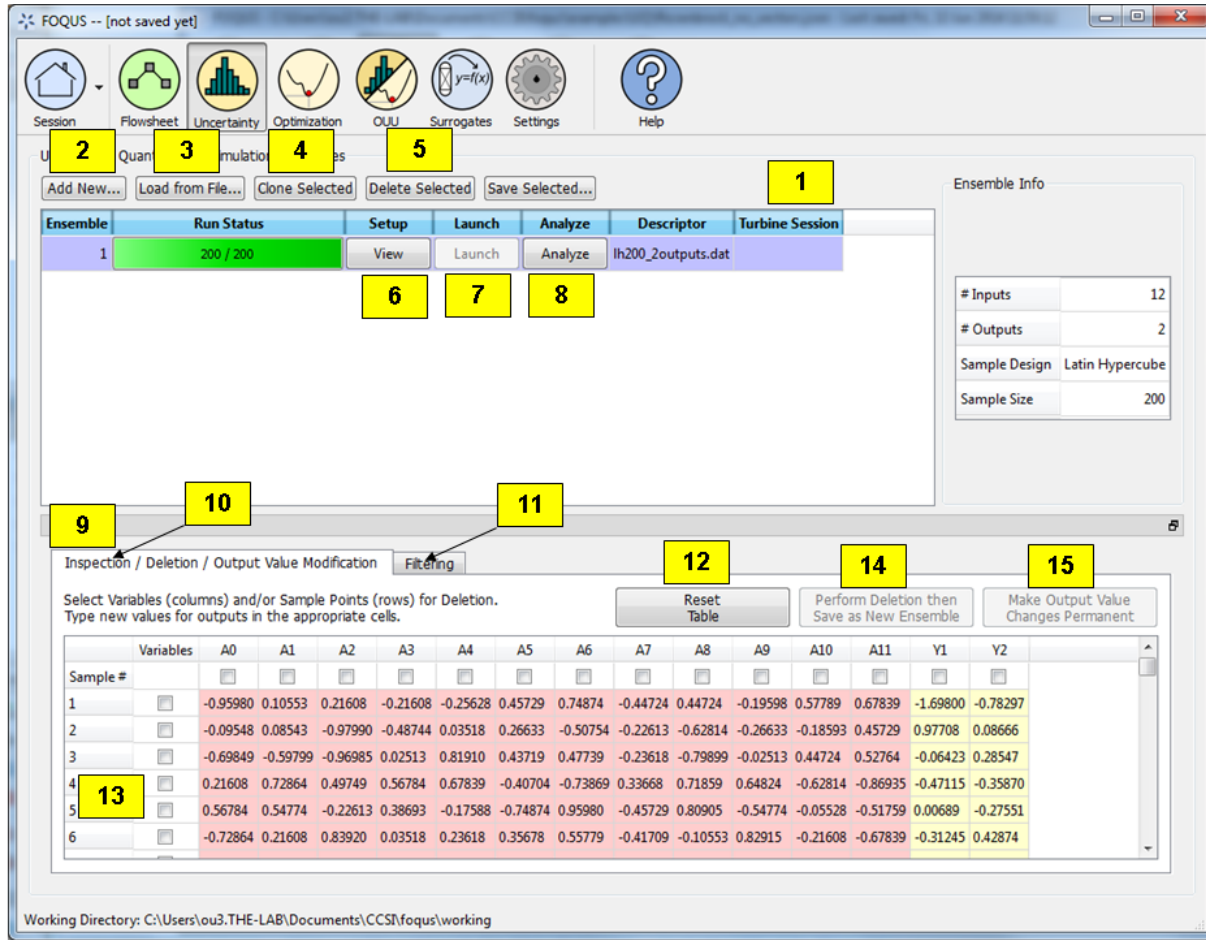 FOQUS -- [not saved yet]
Session
Flowsheet
Uncertainty
Optimization
OUU
y=f(x)
Surrogates
Settings
Help
2
3
4
5
1
Add New...
Load from File...
Clone Selected
Delete Selected
Save Selected...
Ensemble Info
Ensemble Run Status Setup Launch Analyze Descriptor Turbine Session
1 200 / 200 View Launch Analyze lh200_2outputs.dat
6
7
8
# Inputs 12
# Outputs 2
Sample Design Latin Hypercube
Sample Size 200
9
10
11
Inspection / Deletion / Output Value Modification
Filtering
12
14
15
Select Variables (columns) and/or Sample Points (rows) for Deletion.
Type new values for outputs in the appropriate cells.
Reset
Table
Perform Deletion then
Save as New Ensemble
Make Output Value
Changes Permanent
Variables A0 A1 A2 A3 A4 A5 A6 A7 A8 A9 A10 A11 Y1 Y2
Sample #
1 -0.95980 0.10553 0.21608 -0.21608 -0.25628 0.45729 0.74874 -0.44724 0.44724 -0.19598 0.57789 0.67839 -1.69800 -0.78297
2 -0.09548 0.08543 -0.97990 -0.48744 0.03518 0.26633 -0.50754 -0.22613 -0.62814 -0.26633 -0.18593 0.45729 0.97708 0.08666
3 -0.69849 -0.59799 -0.96985 0.02513 0.81910 0.43719 0.47739 -0.23618 -0.79899 -0.02513 0.44724 0.52764 -0.06423 0.28547
4 0.21608 0.72864 0.49749 0.56784 0.67839 -0.40704 -0.73869 0.33668 0.71859 0.64824 -0.62814 -0.86935 -0.47115 -0.35870
13
5 0.56784 0.54774 -0.22613 0.38693 -0.17588 -0.74874 0.95980 -0.45729 0.80905 -0.54774 -0.05528 -0.51759 0.00689 -0.27551
6 -0.72864 0.21608 0.83920 0.03518 0.23618 0.35678 0.55779 -0.41709 -0.10553 0.82915 -0.21608 -0.67839 -0.31245 0.42874
Working Directory: C:\Users\ou3.THE-LAB\Documents\CCSI\foqus\working